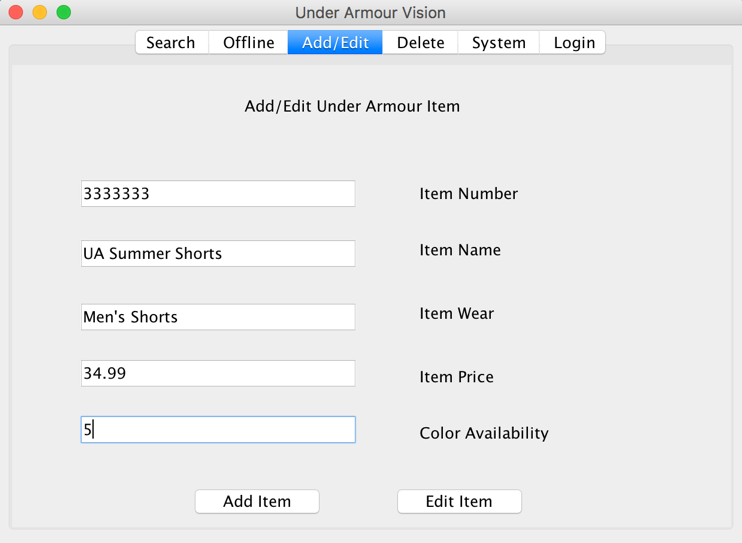 Under Armour Vision
Search Offline Add/Edit Delete System Login
Add/Edit Under Armour Item
3333333 Item Number
UA Summer Shorts Item Name
Men's Shorts Item Wear
34.99 Item Price
5 Color Availability
Add Item Edit Item